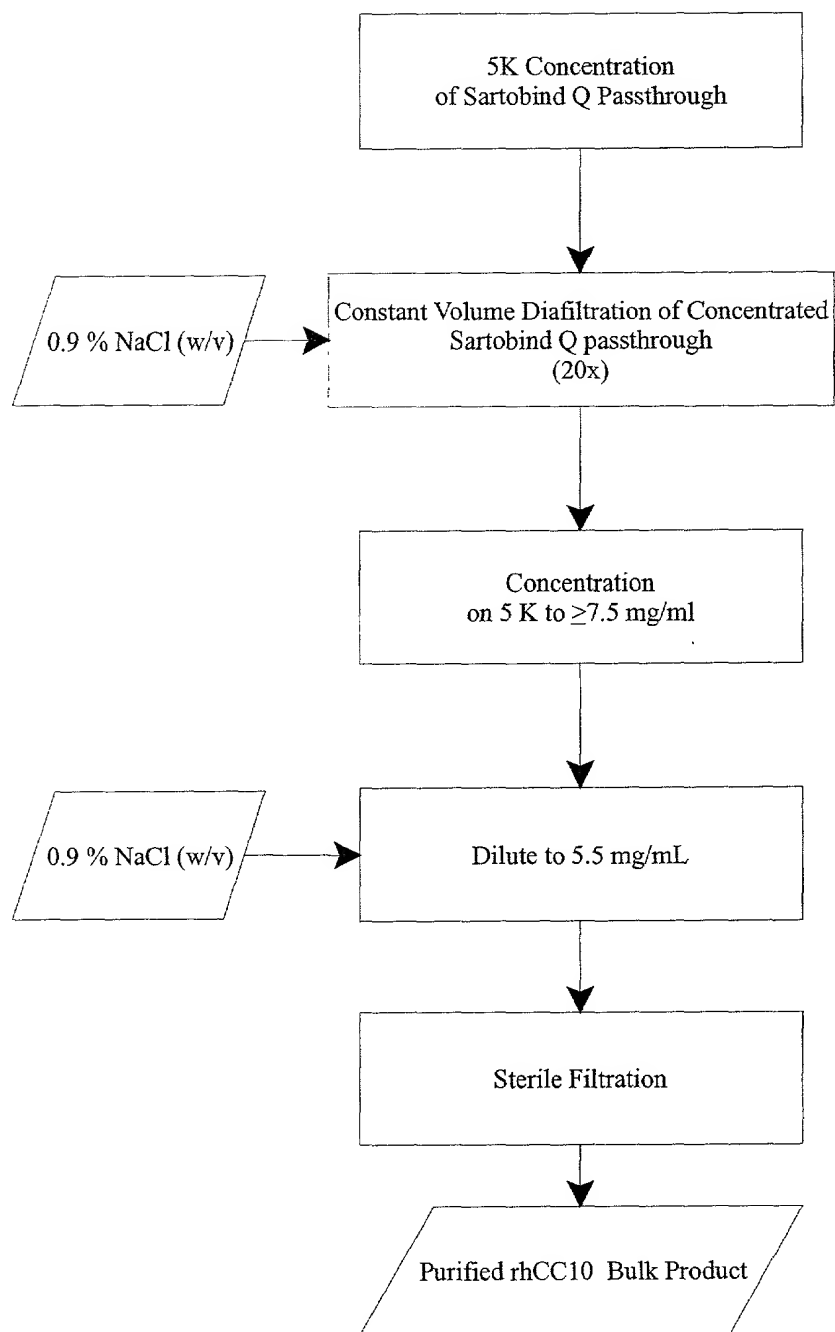 5K Concentration
of Sartobind Q Passthrough
0.9 % NaCl (w/v)
Constant Volume Diafiltration of Concentrated
Sartobind Q passthrough
(20x)
Concentration
on 5 K to ≥7.5 mg/ml
0.9 % NaCl (w/v)
Dilute to 5.5 mg/mL
Sterile Filtration
Purified rhCC10 Bulk Product